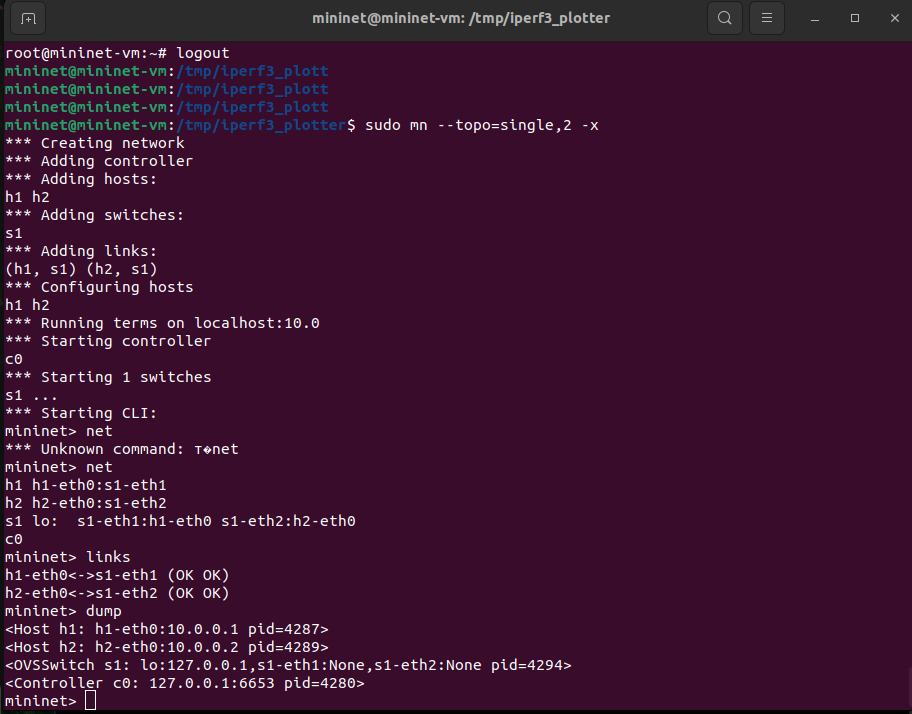 mininet@mininet-vm: /tmp/iperf3_plotter
root@mininet-vm:~# logout
mininet@mininet-vm:/tmp/iperf3_plott
mininet@mininet-vm:/tmp/iperf3_plott
mininet@mininet-vm:/tmp/iperf3_plott
mininet@mininet-vm:/tmp/iperf3_plotter$ sudo mn --topo=single,2 -x
*** Creating network
*** Adding controller
*** Adding hosts:
h1 h2
*** Adding switches:
s1
*** Adding links:
(h1, s1) (h2, s1)
*** Configuring hosts
h1 h2
*** Running terms on localhost:10.0
*** Starting controller
c0
*** Starting 1 switches
s1 ...
*** Starting CLI:
mininet> net
*** Unknown command: т�net
mininet> net
h1 h1-eth0:s1-eth1
h2 h2-eth0:s1-eth2
s1 lo:  s1-eth1:h1-eth0 s1-eth2:h2-eth0
c0
mininet> links
h1-eth0<->s1-eth1 (OK OK)
h2-eth0<->s1-eth2 (OK OK)
mininet> dump
<Host h1: h1-eth0:10.0.0.1 pid=4287>
<Host h2: h2-eth0:10.0.0.2 pid=4289>
<OVSSwitch s1: lo:127.0.0.1,s1-eth1:None,s1-eth2:None pid=4294>
<Controller c0: 127.0.0.1:6653 pid=4280>
mininet>